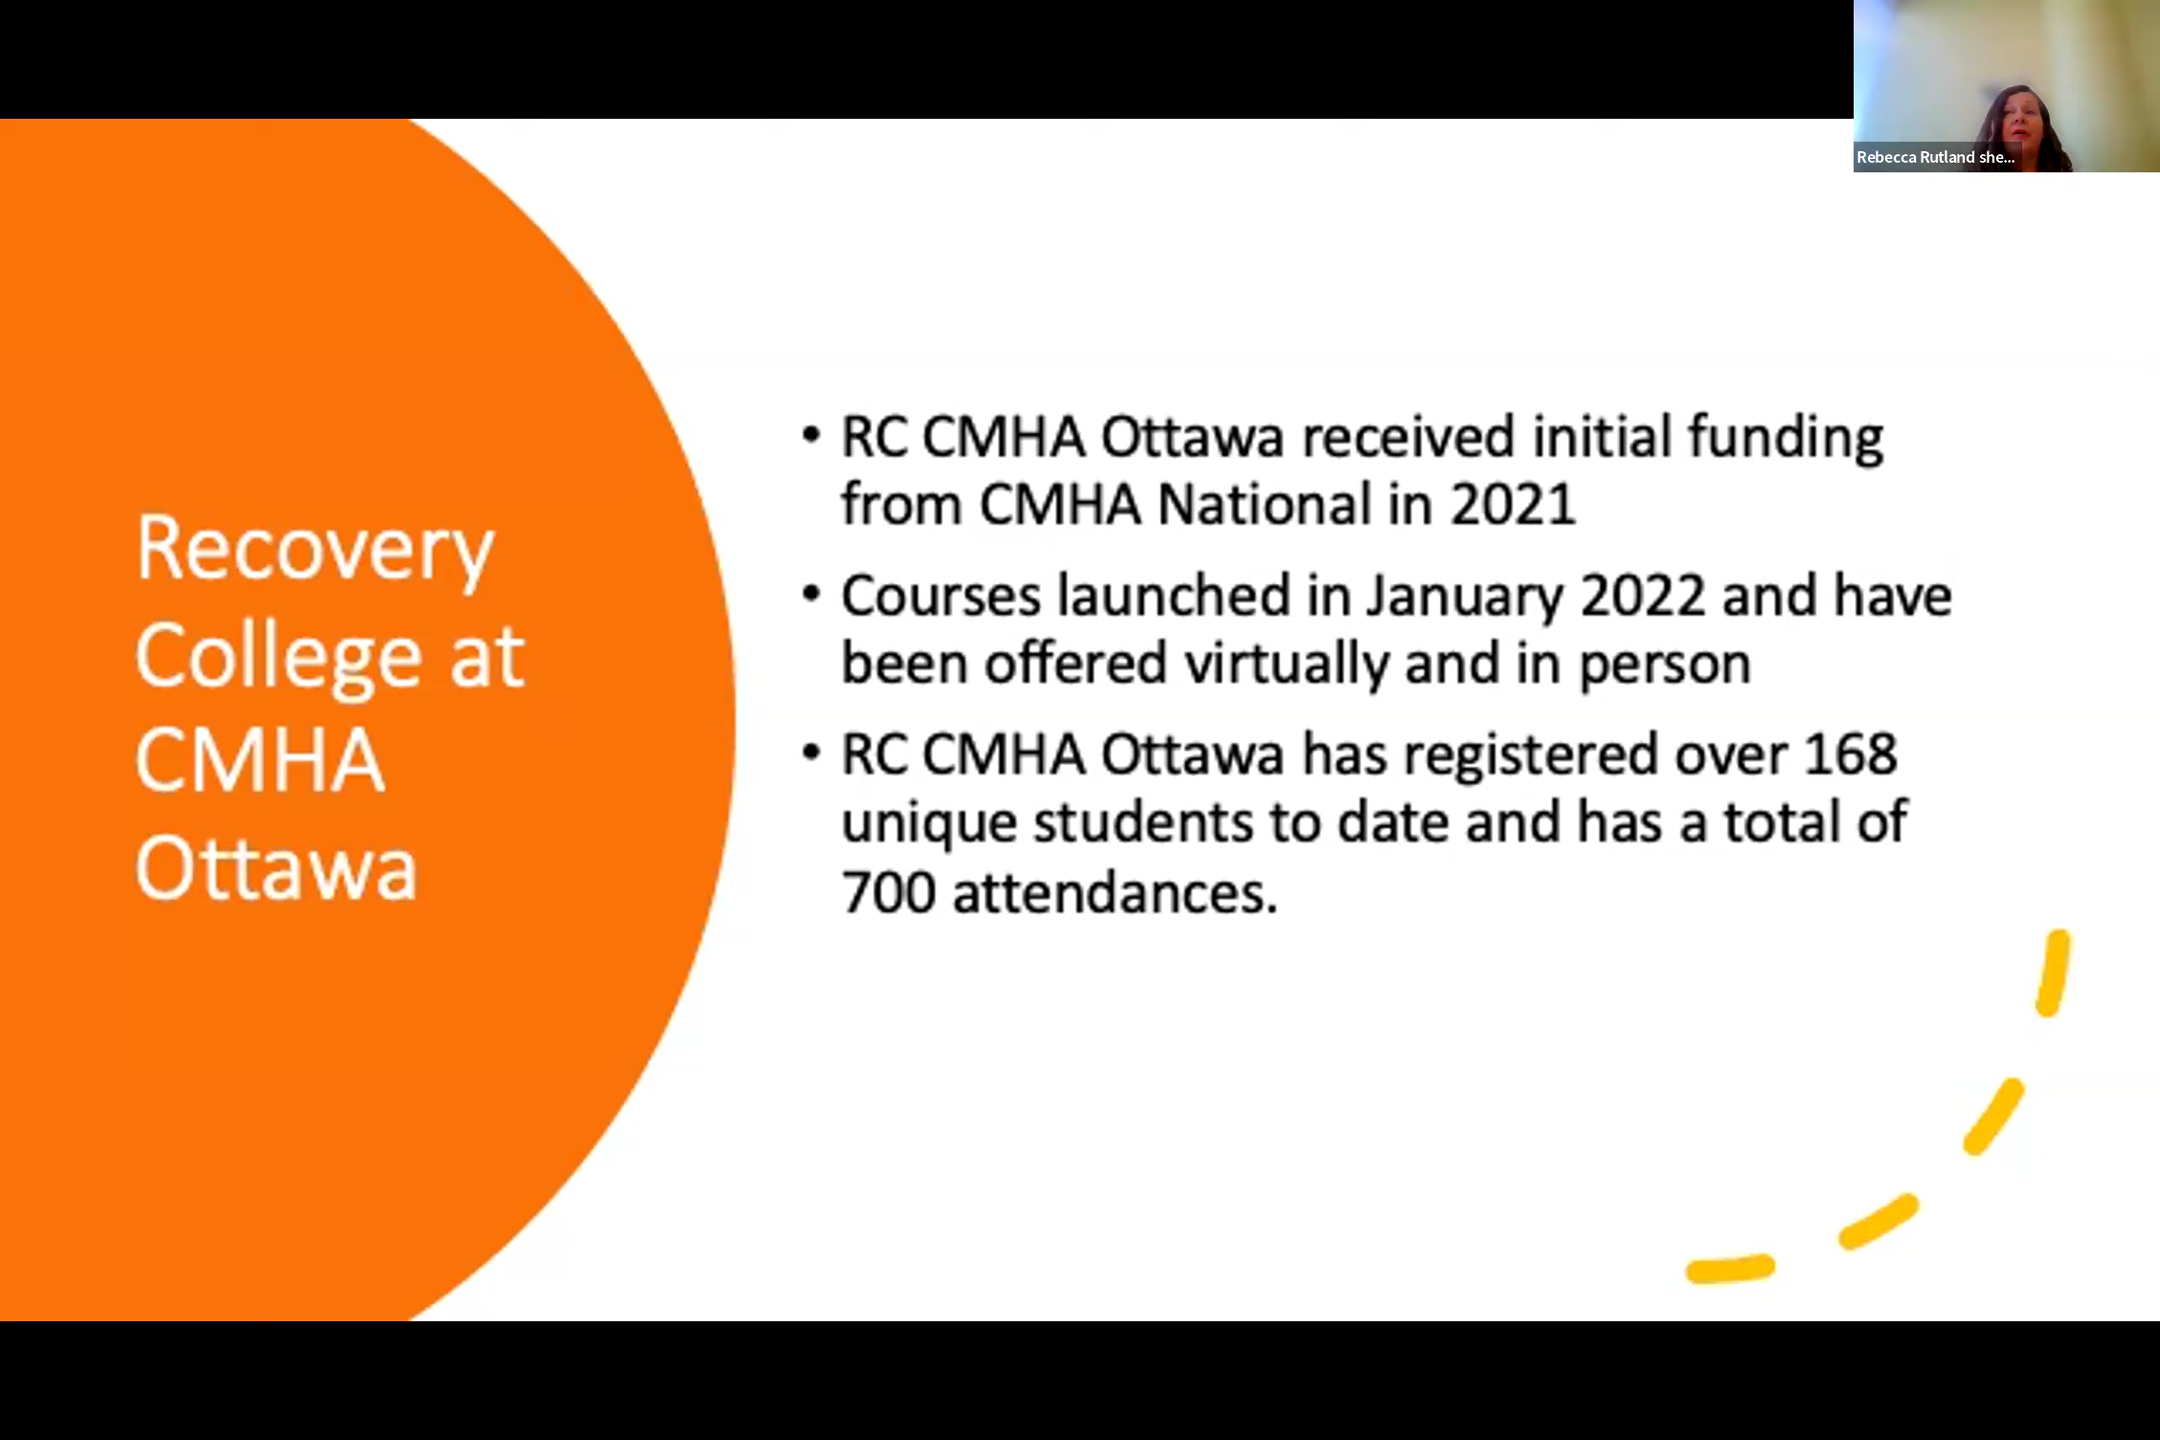 Rebecca Rutland she...
Recovery
College at
CMHA
Ottawa
• RC CMHA Ottawa received initial funding
from CMHA National in 2021
• Courses launched in January 2022 and have
been offered virtually and in person
• RC CMHA Ottawa has registered over 168
unique students to date and has a total of
700 attendances.